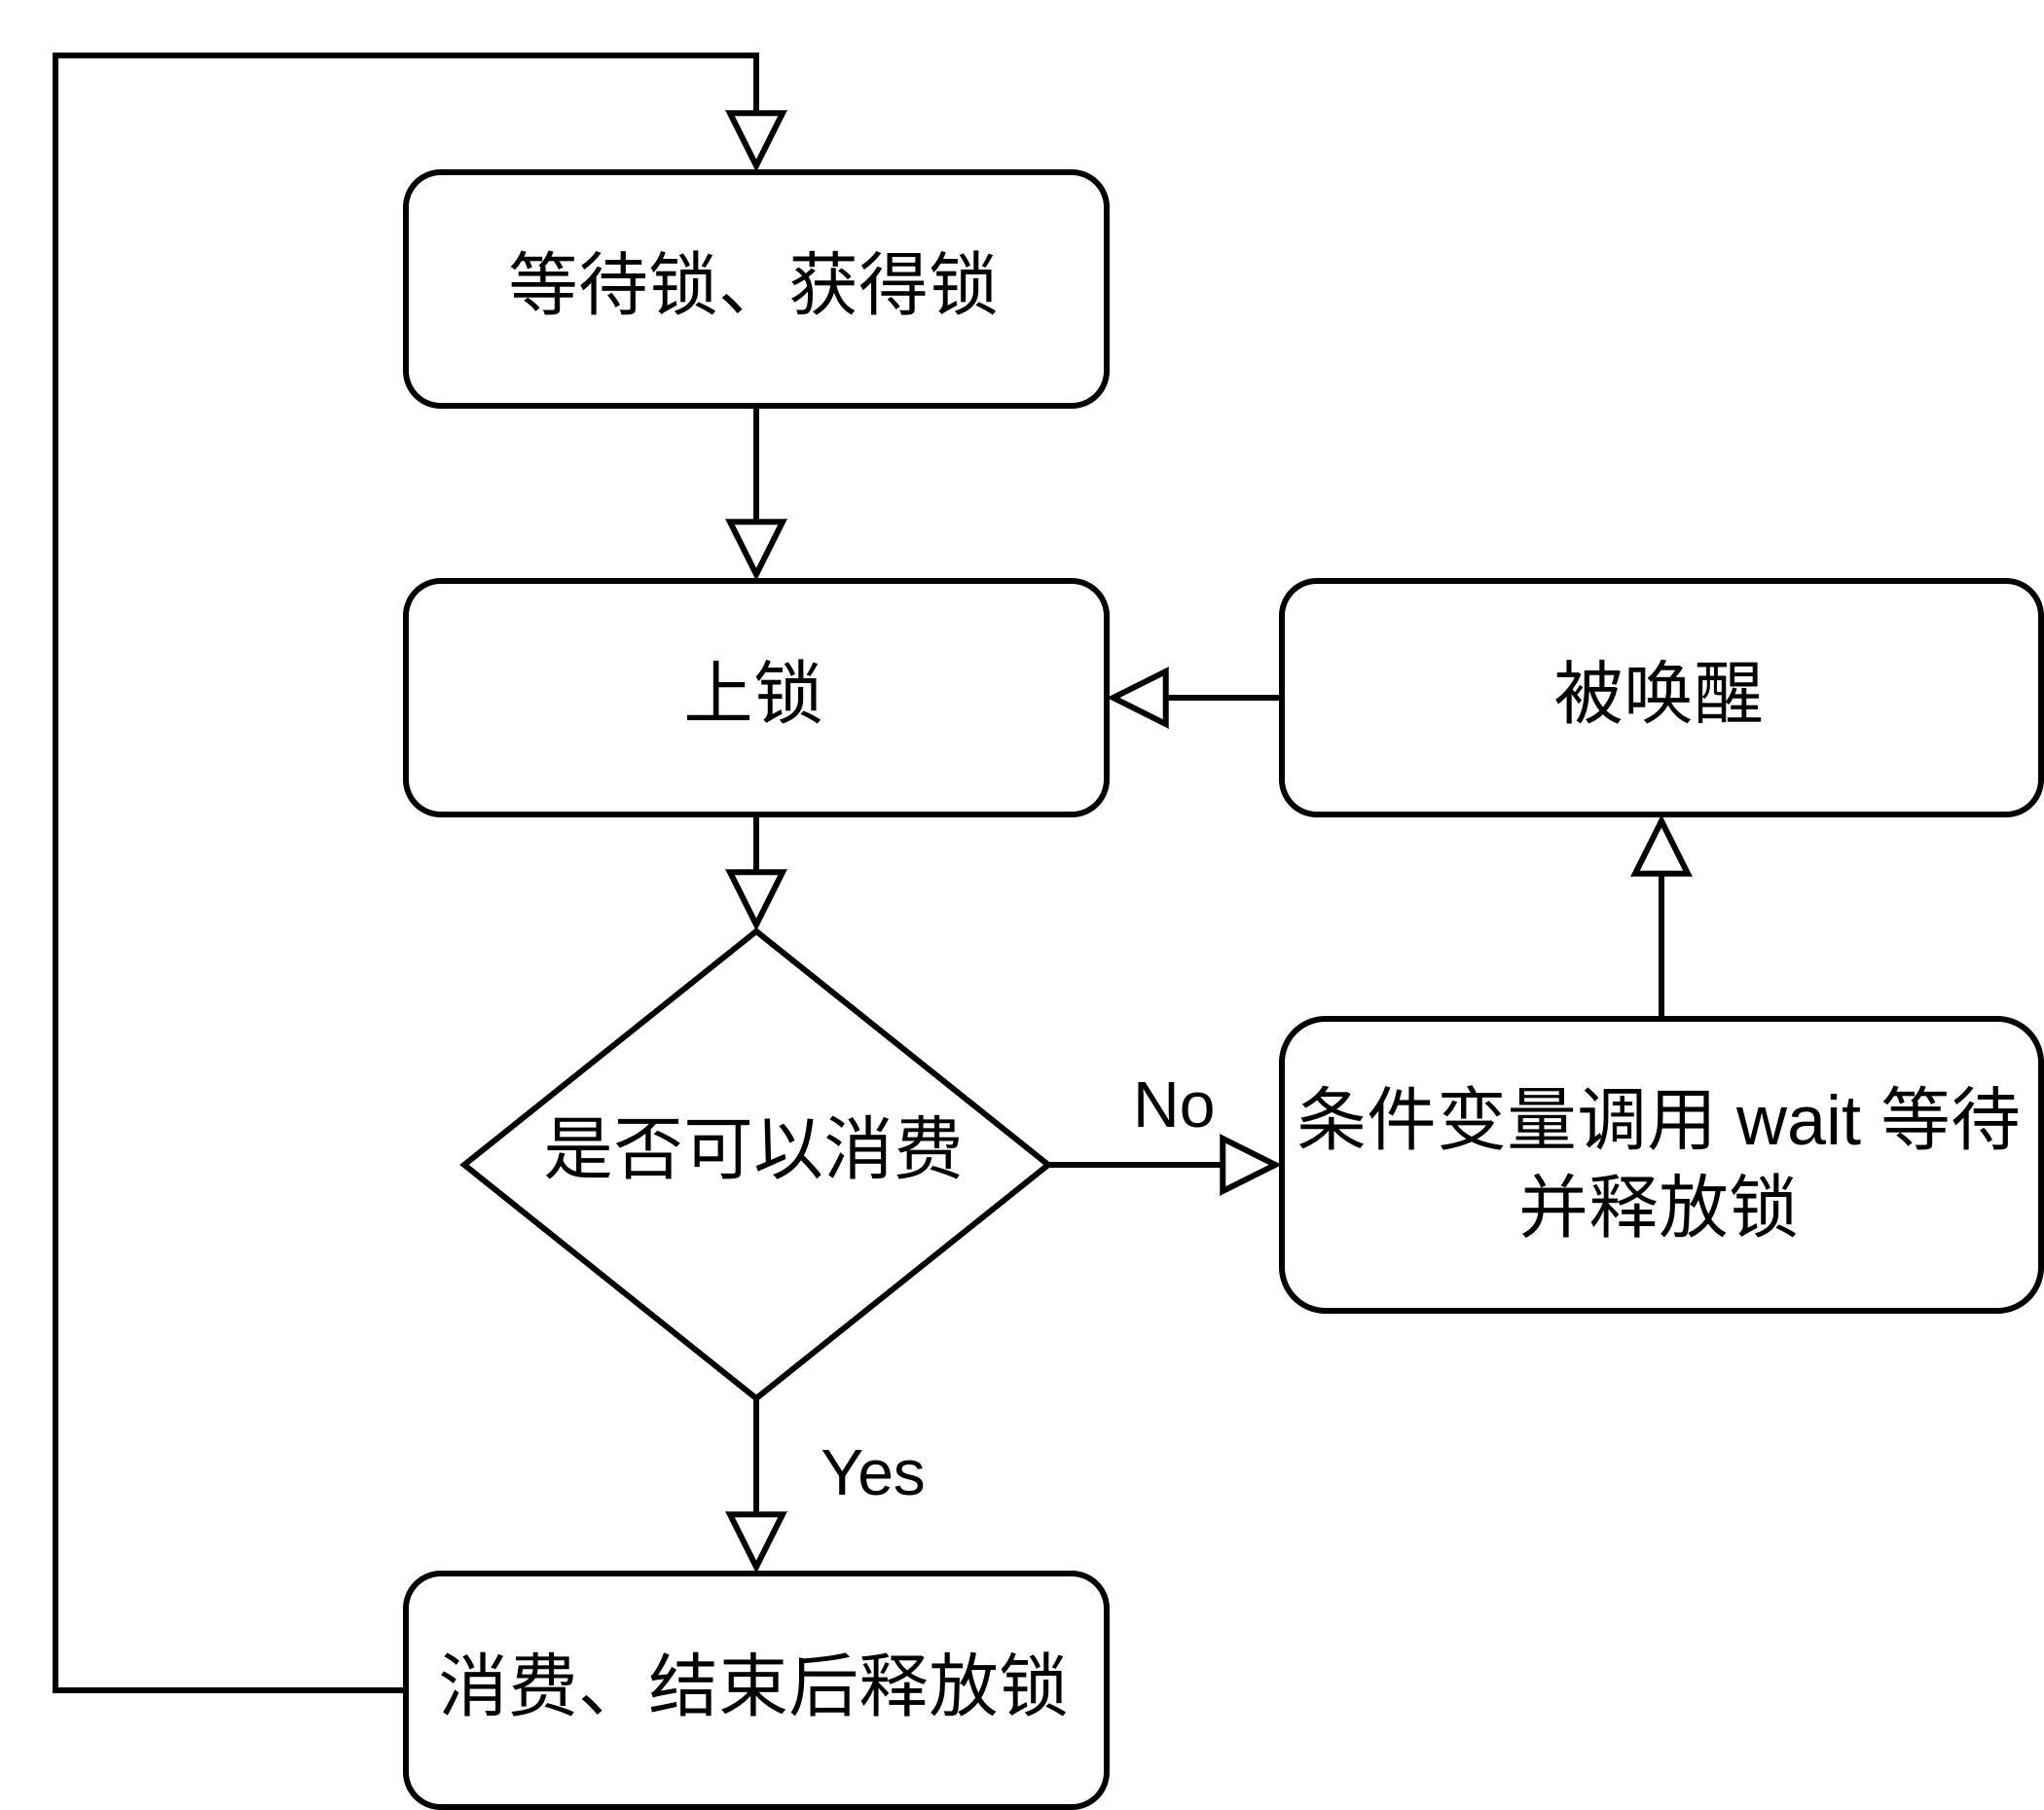 等待锁、获得锁
上锁
被唤醒
是否可以消费
No
条件变量调用 wait 等待
并释放锁
Yes
消费、结束后释放锁